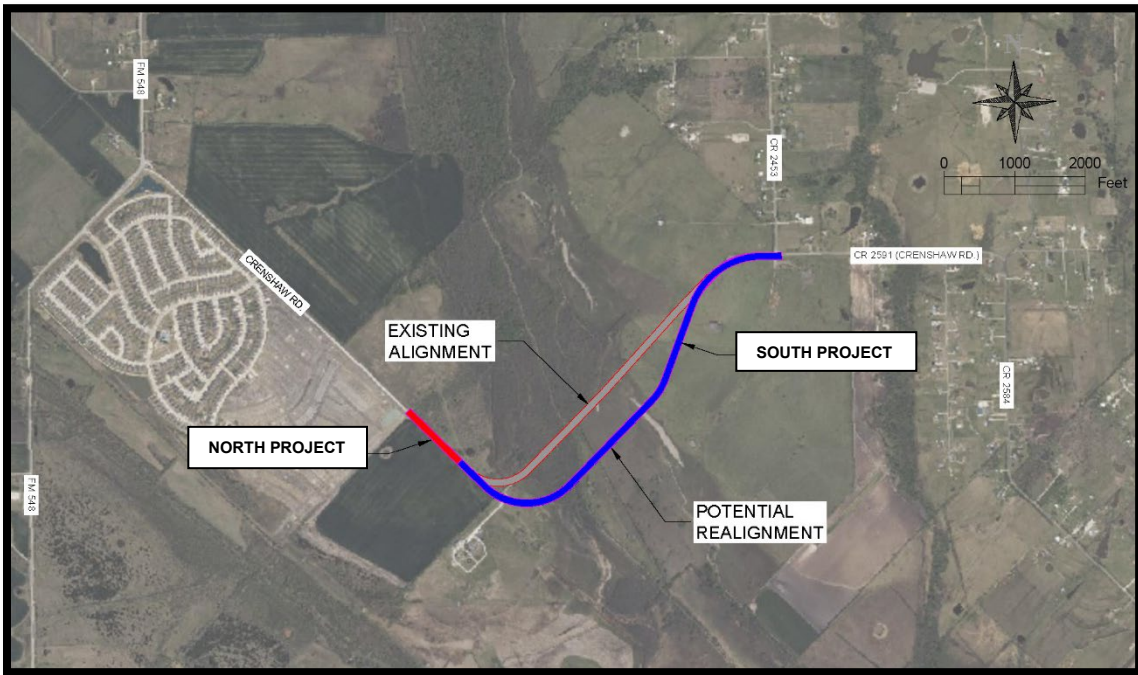 FM 548
CR 2453
0 1000 2000
Feet
CRENSHAW RD.
CR 2591 (CRENSHAW RD.)
EXISTING
ALIGNMENT
SOUTH PROJECT
CR 2584
NORTH PROJECT
FM 548
POTENTIAL
REALIGNMENT